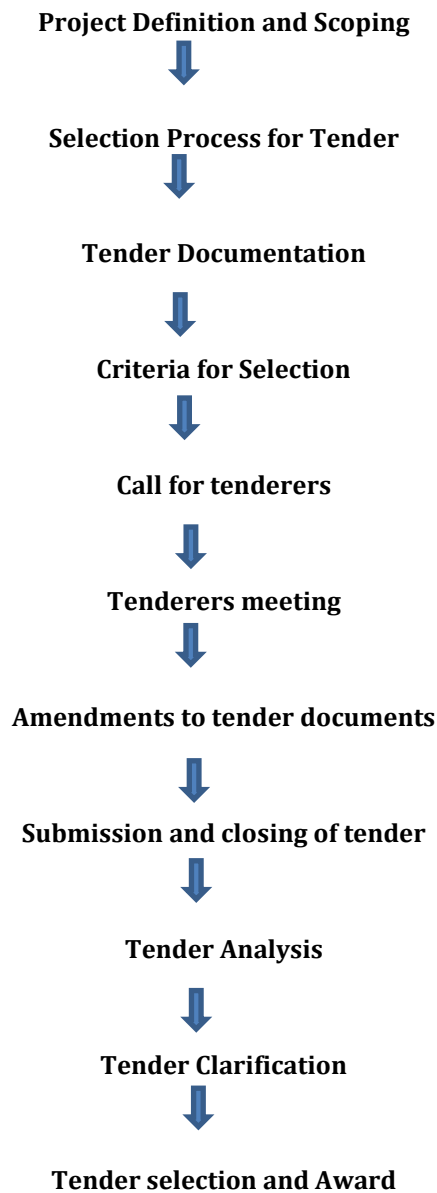 Project Definition and Scoping
Selection Process for Tender
Tender Documentation
Criteria for Selection
Call for tenderers
Tenderers meeting
Amendments to tender documents
Submission and closing of tender
Tender Analysis
Tender Clarification
Tender selection and Award